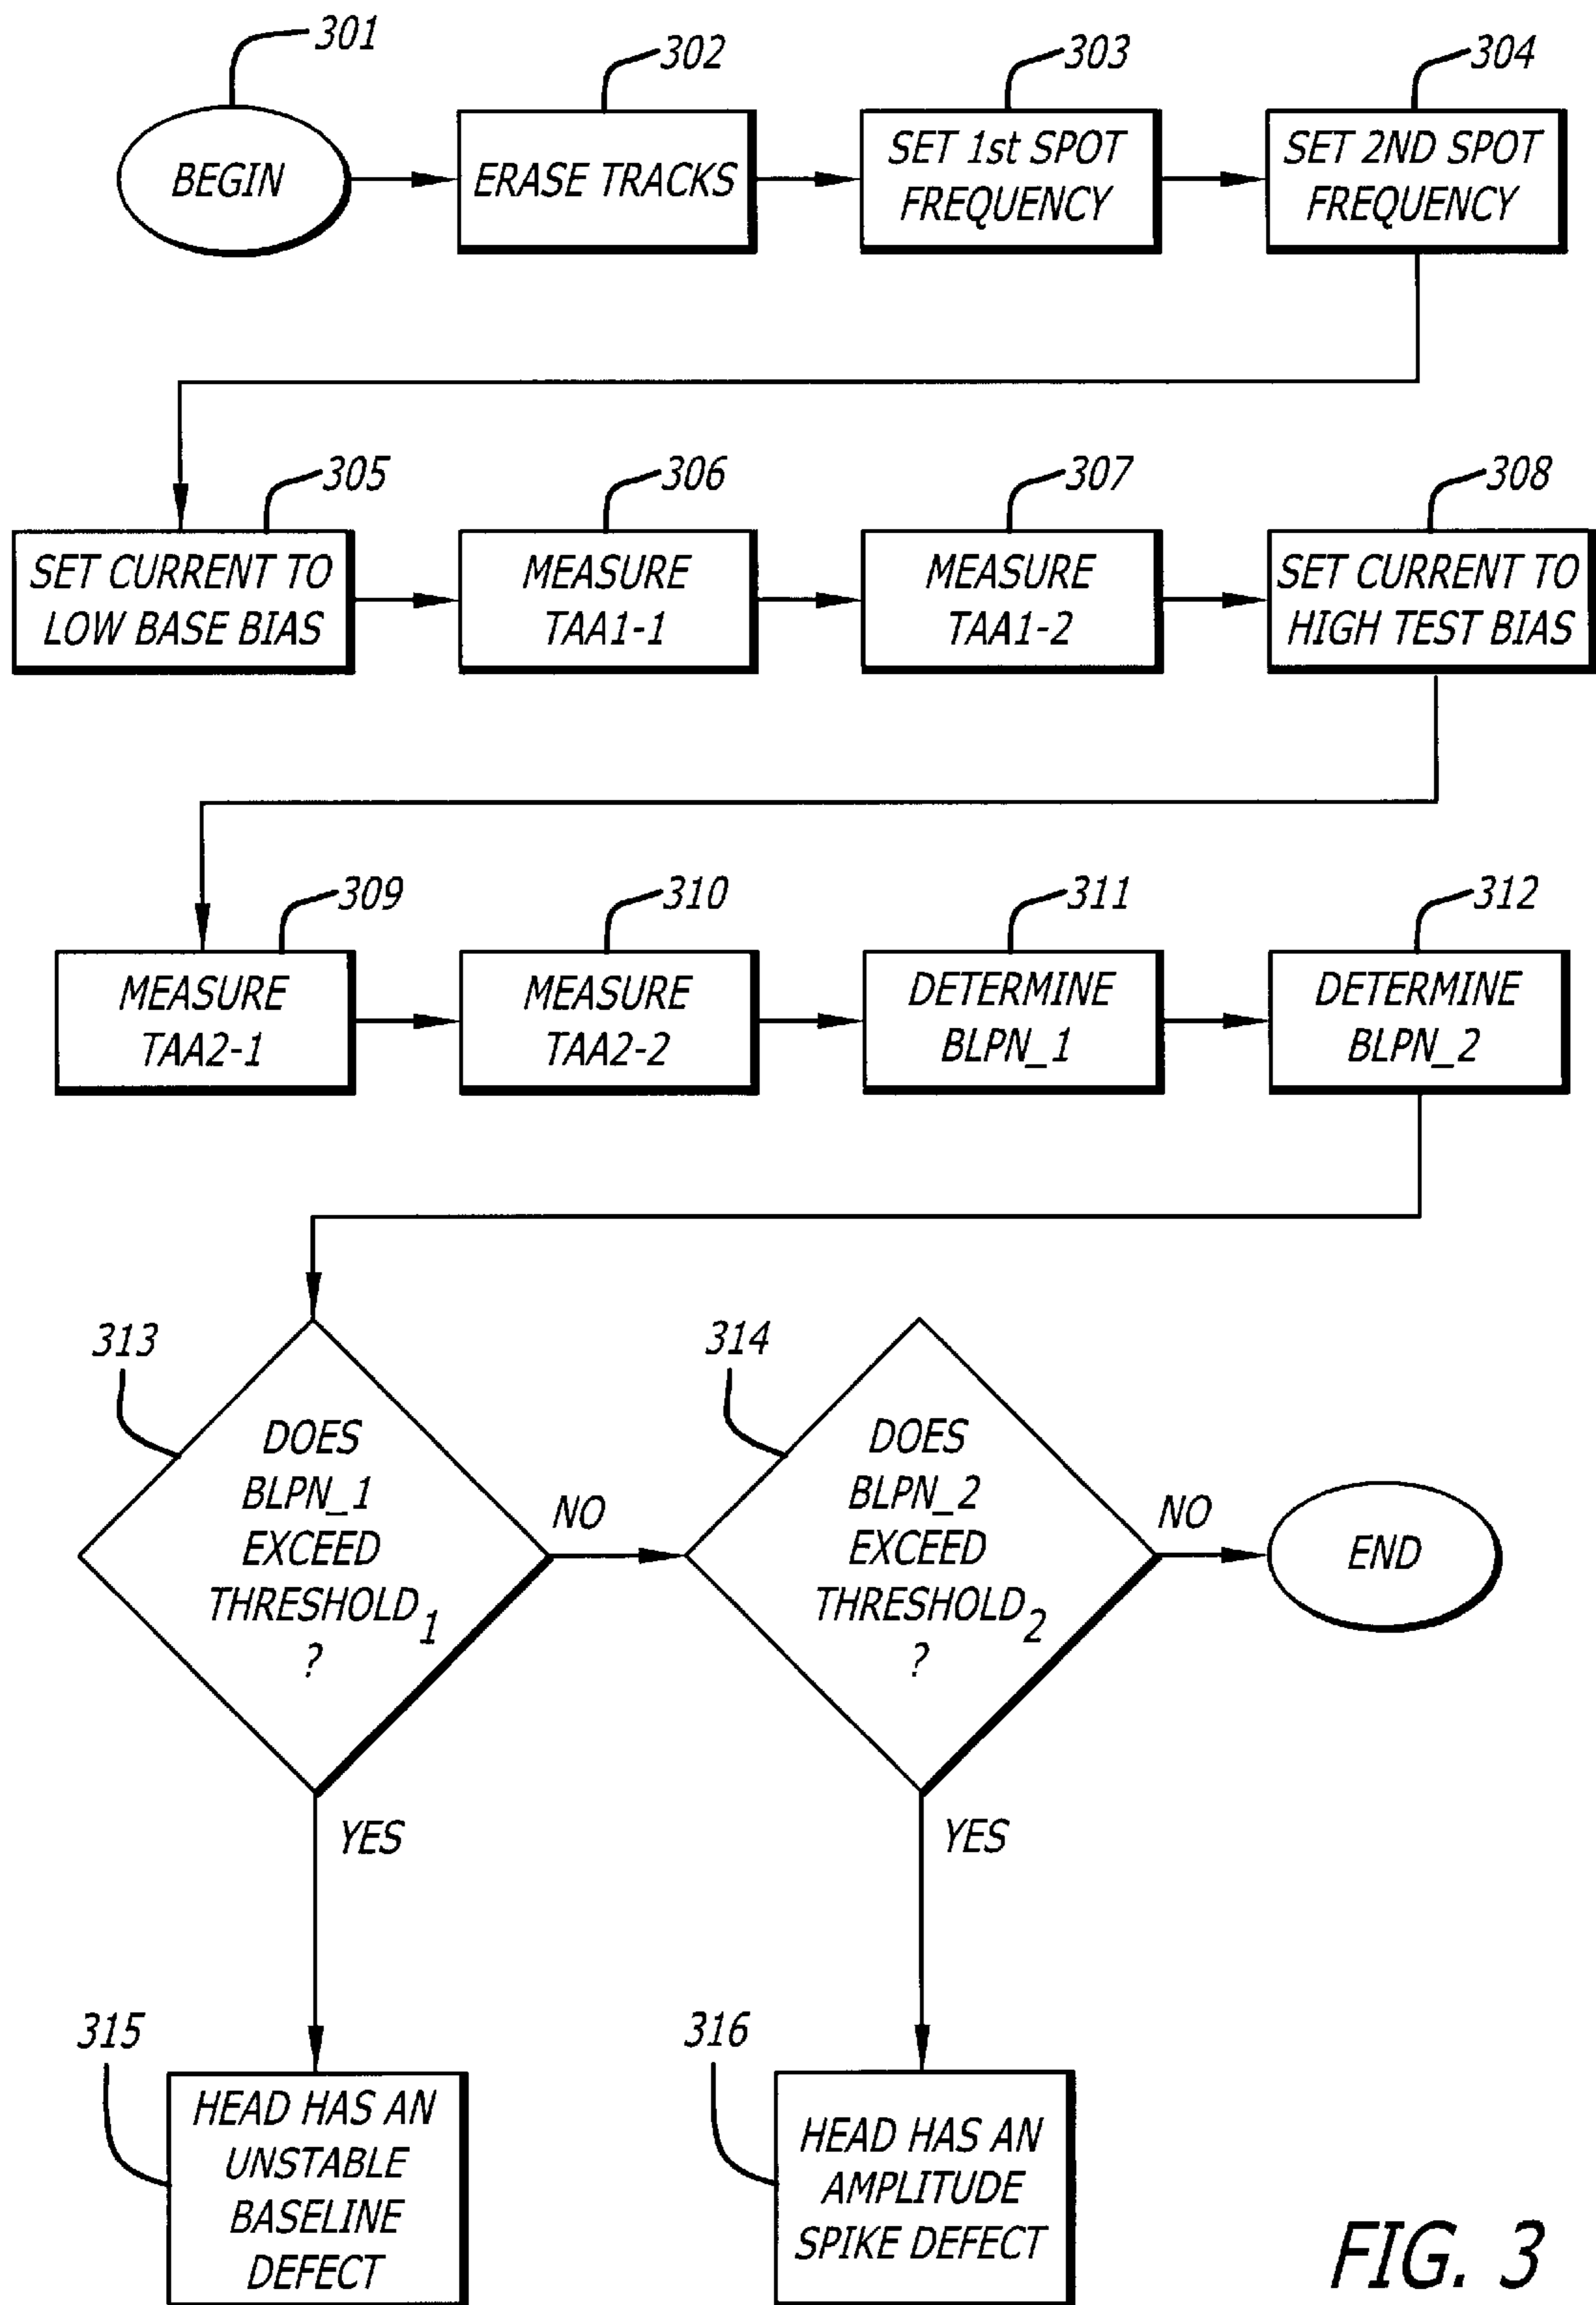 301
302
303
304
BEGIN
ERASE TRACKS
SET 1st SPOT
FREQUENCY
SET 2ND SPOT
FREQUENCY
305
306
307
308
SET CURRENT TO
LOW BASE BIAS
MEASURE
TAA1-1
MEASURE
TAA1-2
SET CURRENT TO
HIGH TEST BIAS
309
310
311
312
MEASURE
TAA2-1
MEASURE
TAA2-2
DETERMINE
BLPN_1
DETERMINE
BLPN_2
313
DOES
BLPN_1
EXCEED
THRESHOLD1
?
NO
YES
314
DOES
BLPN_2
EXCEED
THRESHOLD2
?
NO
YES
END
315
HEAD HAS AN
UNSTABLE
BASELINE
DEFECT
316
HEAD HAS AN
AMPLITUDE
SPIKE DEFECT
FIG. 3